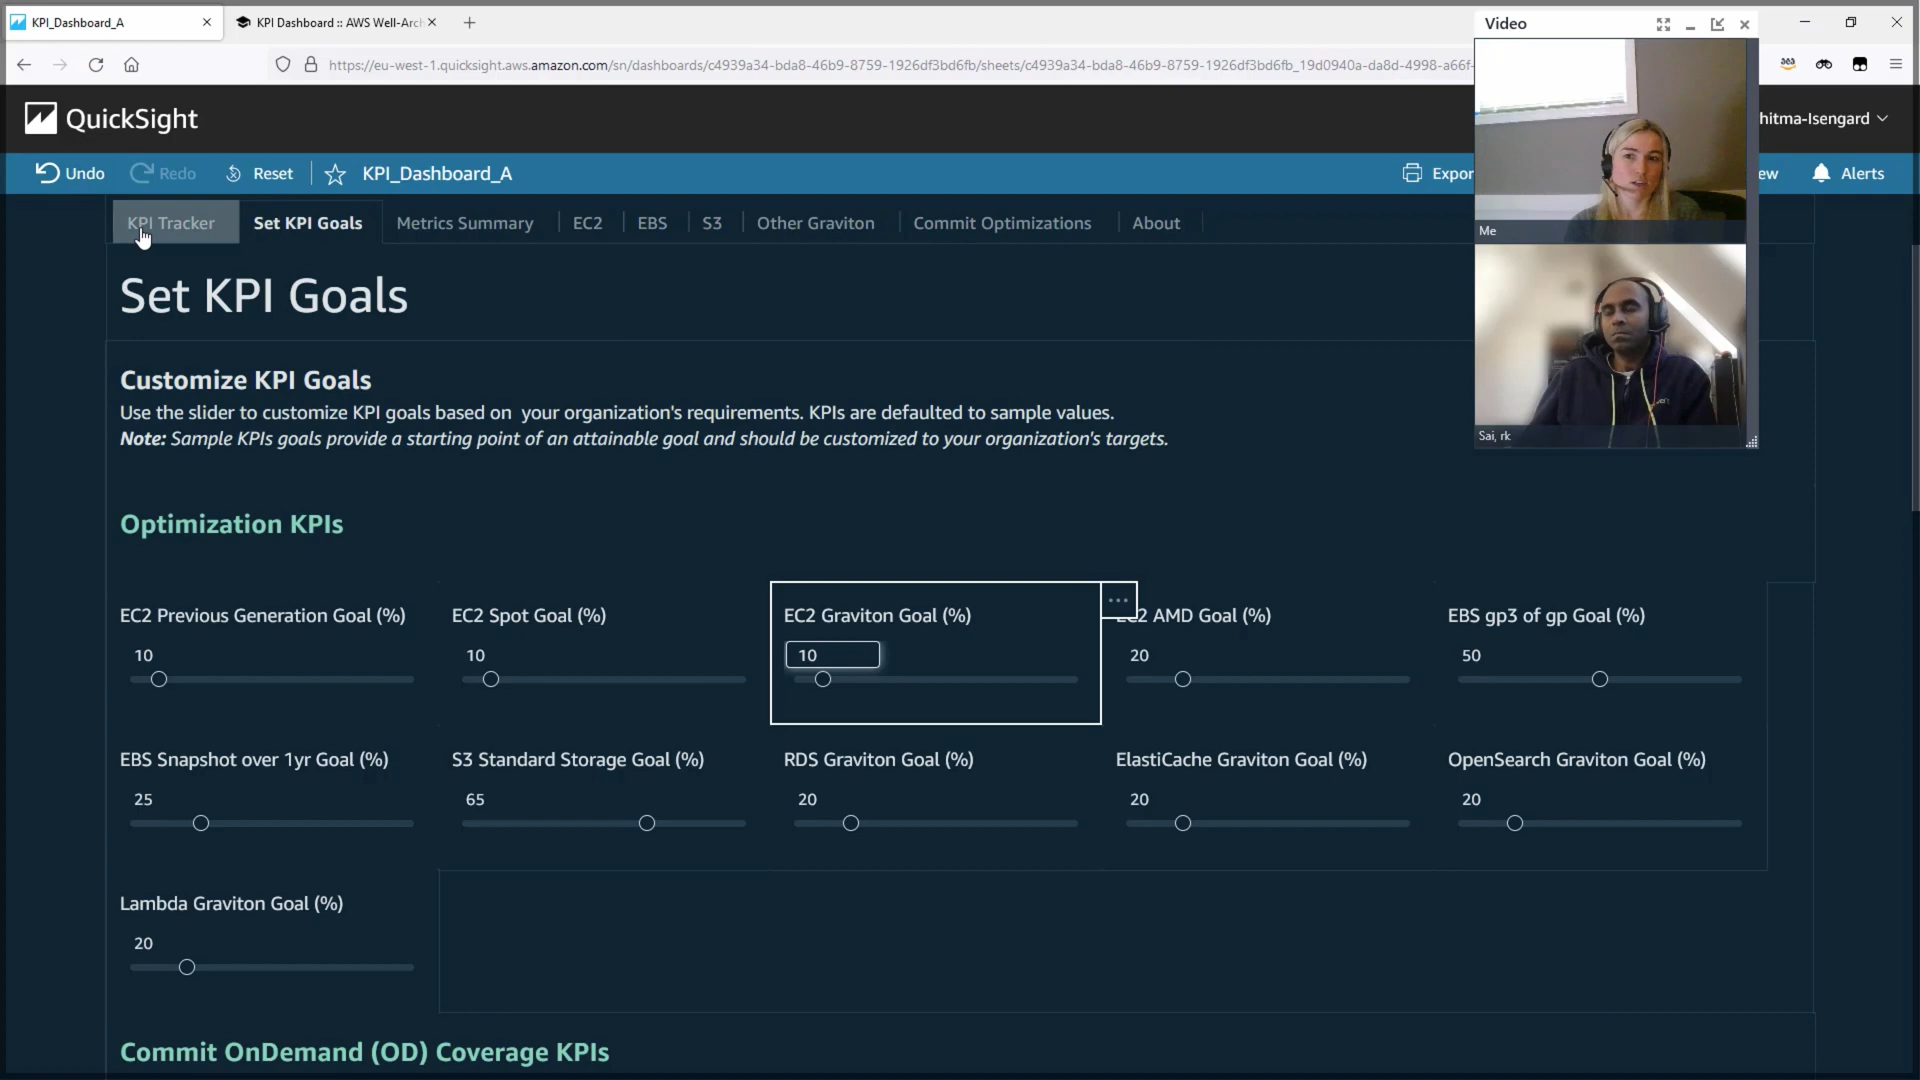 KPI_Dashboard_A
KPI Dashboard :: AWS Well-Arch
Video
https://eu-west-1.quicksight.aws.amazon.com/sn/dashboards/c4939a34-bda8-46b9-8759-1926df3bd6fb/sheets/c4939a34-bda8-46b9-8759-1926df3bd6fb_19d0940a-da8d-4998-a66f-
QuickSight
hitma-Isengard
Undo
Redo
Reset
KPI_Dashboard_A
Expor
ew
Alerts
KPI Tracker
Set KPI Goals
Metrics Summary
EC2
EBS
S3
Other Graviton
Commit Optimizations
About
Me
Set KPI Goals
Customize KPI Goals
Use the slider to customize KPI goals based on your organization's requirements. KPIs are defaulted to sample values.
Note: Sample KPIs goals provide a starting point of an attainable goal and should be customized to your organization's targets.
Sai, rk
Optimization KPIs
EC2 Previous Generation Goal (%)
EC2 Spot Goal (%)
EC2 Graviton Goal (%)
EC2 AMD Goal (%)
EBS gp3 of gp Goal (%)
10
10
10
20
50
EBS Snapshot over 1yr Goal (%)
S3 Standard Storage Goal (%)
RDS Graviton Goal (%)
ElastiCache Graviton Goal (%)
OpenSearch Graviton Goal (%)
25
65
20
20
20
Lambda Graviton Goal (%)
20
Commit OnDemand (OD) Coverage KPIs